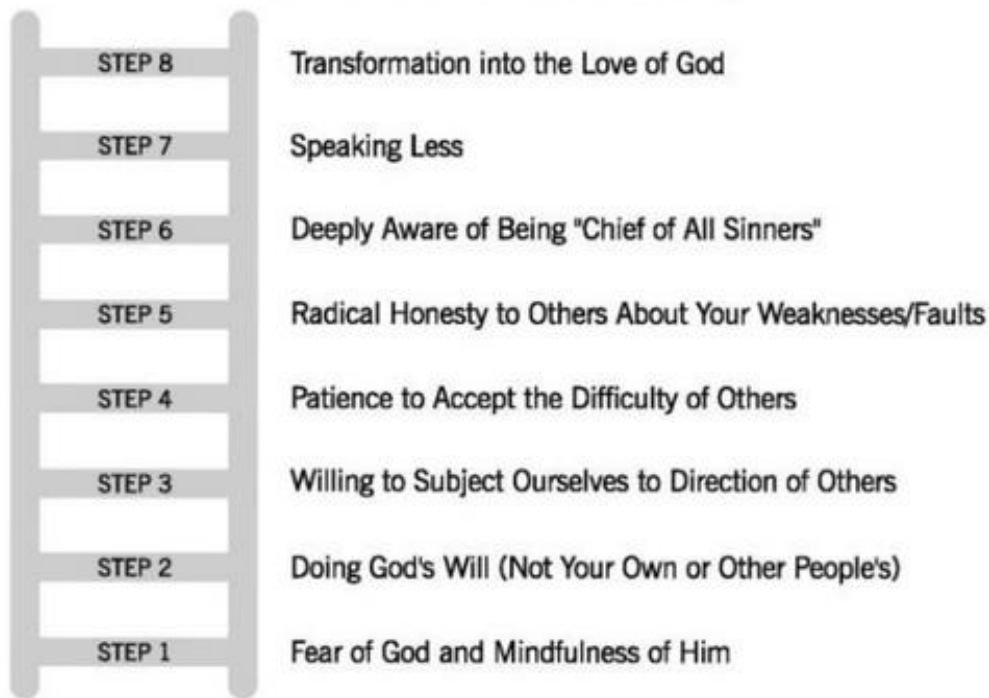 STEP 8 Transformation into the Love of God
STEP 7 Speaking Less
STEP 6 Deeply Aware of Being "Chief of All Sinners"
STEP 5 Radical Honesty to Others About Your Weaknesses/Faults
STEP 4 Patience to Accept the Difficulty of Others
STEP 3 Willing to Subject Ourselves to Direction of Others
STEP 2 Doing God's Will (Not Your Own or Other People's)
STEP 1 Fear of God and Mindfulness of Him